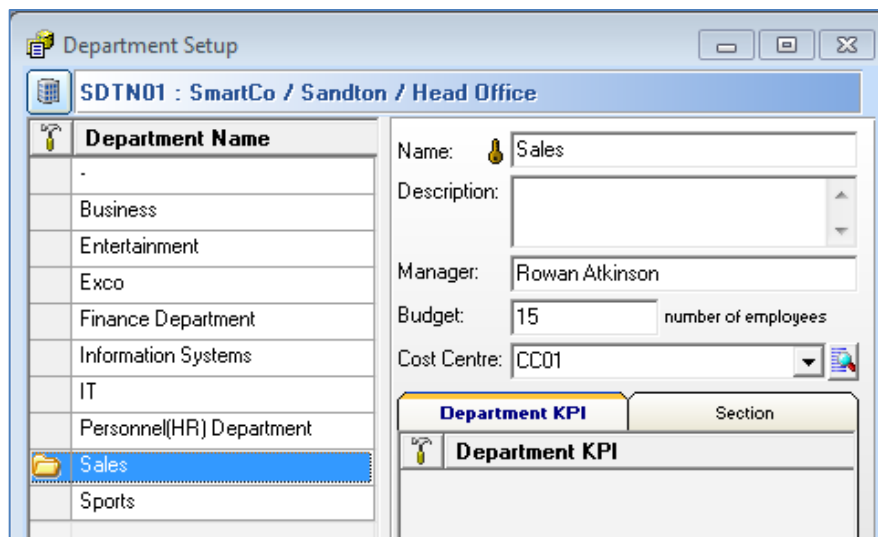 Department Setup
SDTN01 : SmartCo / Sandton / Head Office
Department Name
-
Business
Entertainment
Exco
Finance Department
Information Systems
IT
Personnel(HR) Department
Sales
Sports
Name: Sales
Description:
Manager: Rowan Atkinson
Budget: 15 number of employees
Cost Centre: CC01
Department KPI Section
Department KPI